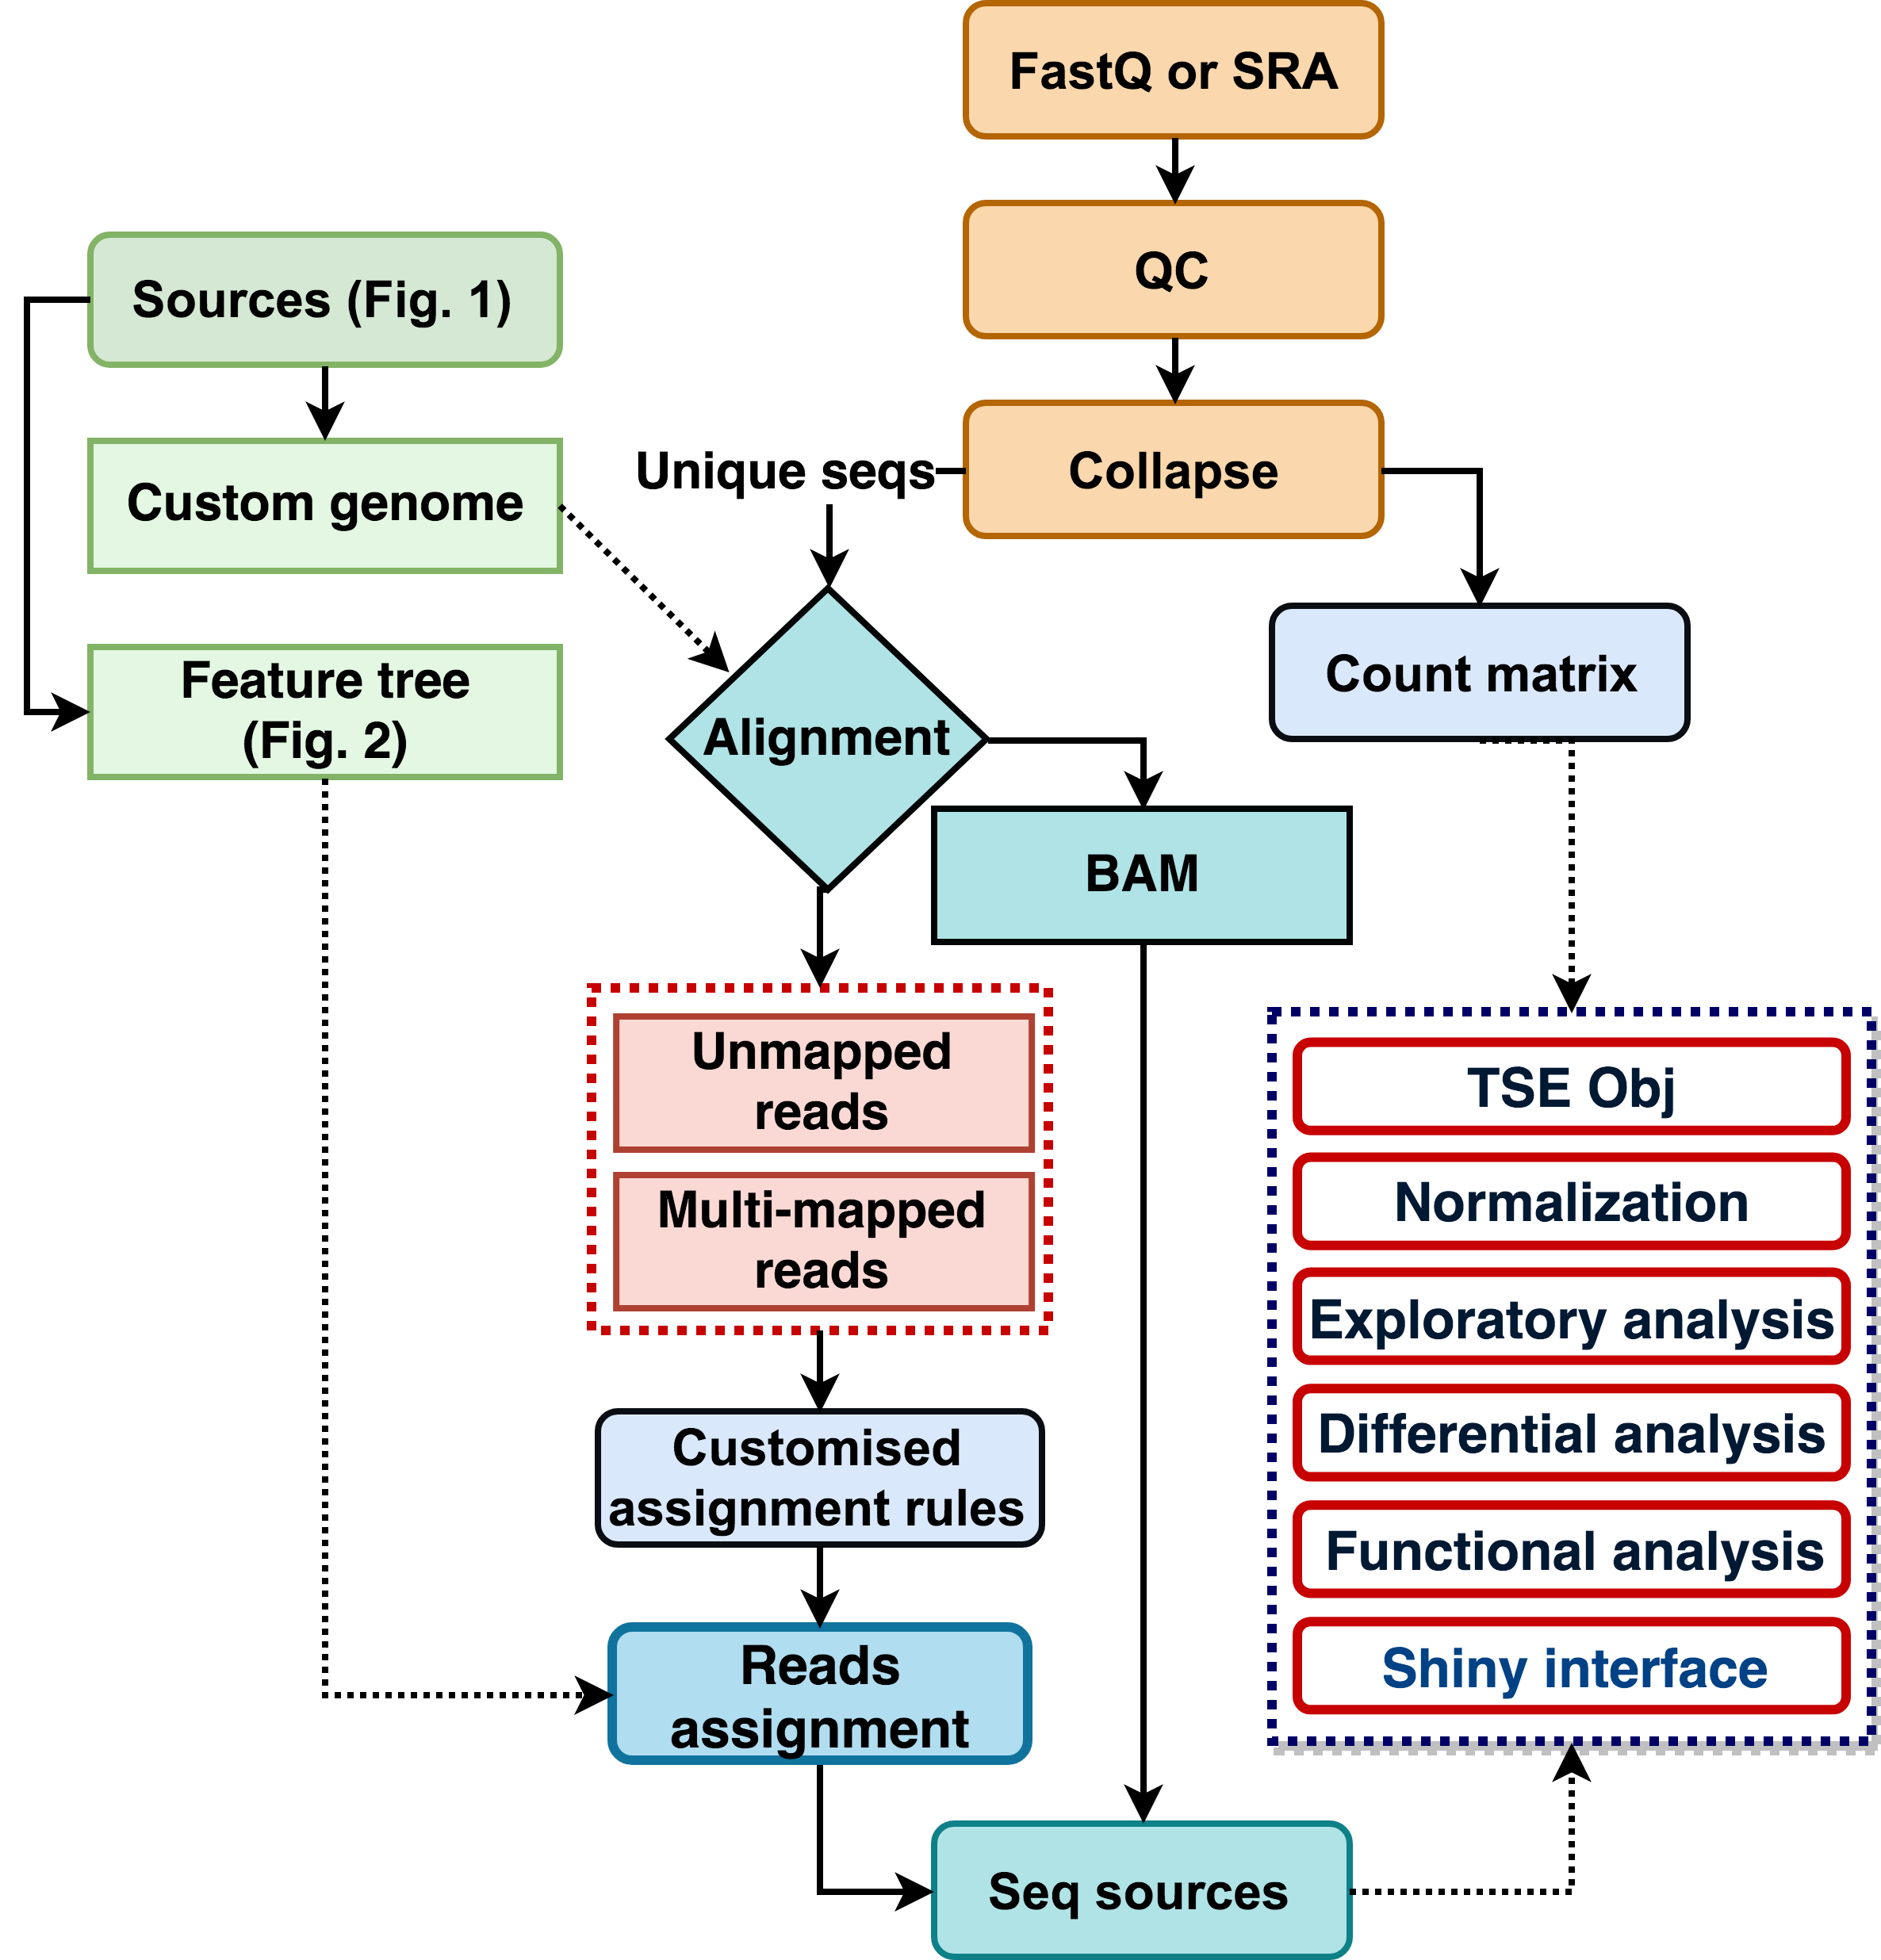 FastQ or SRA
QC
Sources (Fig. 1)
Collapse
Unique seqs
Custom genome
Count matrix
Feature tree
(Fig. 2)
Alignment
BAM
Unmapped
reads
Multi-mapped
reads
TSE Obj
Normalization
Exploratory analysis
Differential analysis
Functional analysis
Shiny interface
Customised
assignment rules
Reads
assignment
Seq sources